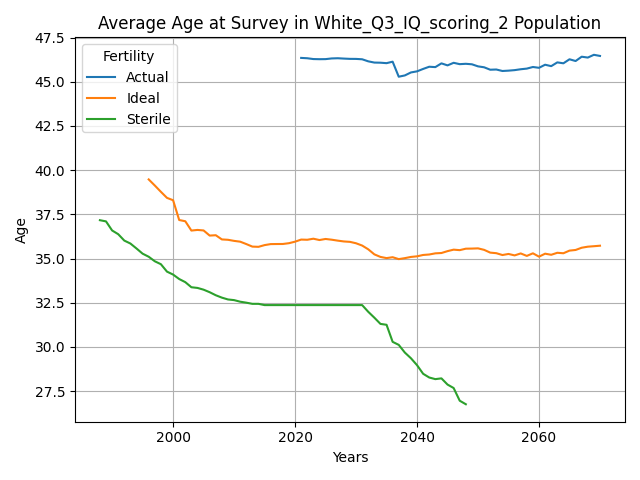 Average Age at Survey in White_Q3_IQ_scoring_2 Population
Fertility
Actual
Ideal
Sterile
47.5
45.0
42.5
40.0
37.5
35.0
32.5
30.0
27.5
Age
2000
2020
2040
2060
Years